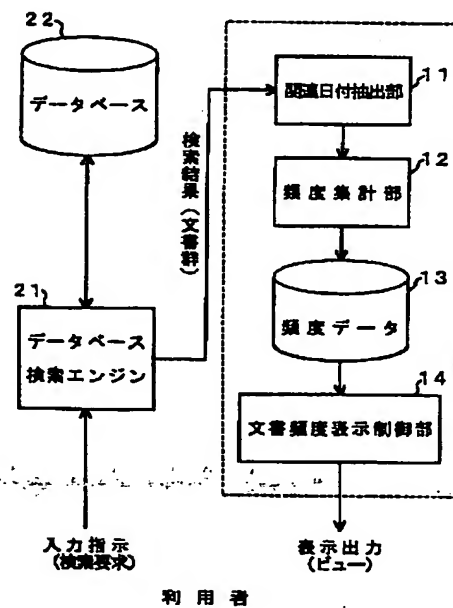 22
データベース
検索結果(文書群)
21
データベース
検索エンジン
入力指示
(検索要求)
11
関連日付抽出部
12
頻度集計部
13
頻度データ
14
文書頻度表示制御部
表示出力
(ビュー)
利用者